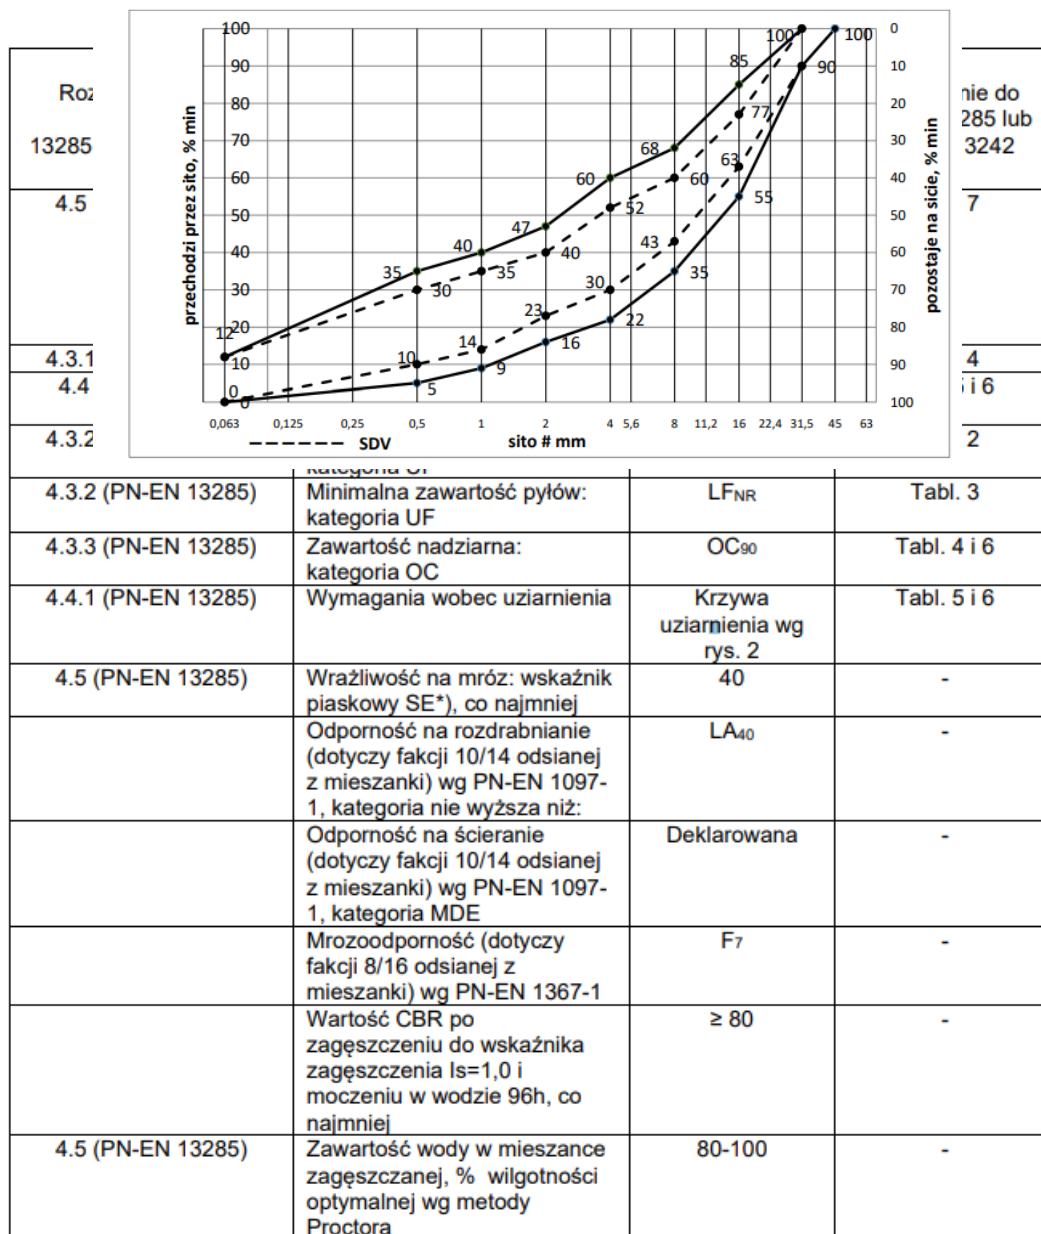 100
90
80
70
60
50
40
30
20
10
0
przechodzi przez sito, % min
0
10
20
30
40
50
60
70
80
90
100
pozostaje na sicie, % min
12 35 40 47 60 68 85 100
30 35 40 52 60 77
0 10 14 23 30 43 63 90
5 9 16 22 35 55 100
0,063 0,125 0,25 0,5 1 2 4 5,6 8 11,2 16 22,4 31,5 45 63
SDV sito # mm
13285
nie do
285 lub
3242
4.5 7
4.3.1 4
4.4 i 6
4.3.2 2
kategoria UF
4.3.2 (PN-EN 13285) Minimalna zawartość pyłów: LFNR Tabl. 3
kategoria UF
4.3.3 (PN-EN 13285) Zawartość nadziarna: OC90 Tabl. 4 i 6
kategoria OC
4.4.1 (PN-EN 13285) Wymagania wobec uziarnienia Krzywa Tabl. 5 i 6
uziarnienia wg
rys. 2
4.5 (PN-EN 13285) Wrażliwość na mróz: wskaźnik 40 -
piaskowy SE*), co najmniej
Odporność na rozdrabnianie LA40 -
(dotyczy fakcji 10/14 odsianej
z mieszanki) wg PN-EN 1097-
1, kategoria nie wyższa niż:
Odporność na ścieranie Deklarowana -
(dotyczy fakcji 10/14 odsianej
z mieszanki) wg PN-EN 1097-
1, kategoria MDE
Mrozoodporność (dotyczy F7 -
fakcji 8/16 odsianej z
mieszanki) wg PN-EN 1367-1
Wartość CBR po ≥ 80 -
zagęszczeniu do wskaźnika
zagęszczenia Is=1,0 i
moczeniu w wodzie 96h, co
najmniej
4.5 (PN-EN 13285) Zawartość wody w mieszance 80-100 -
zagęszczanej, % wilgotności
optymalnej wg metody
Proctora